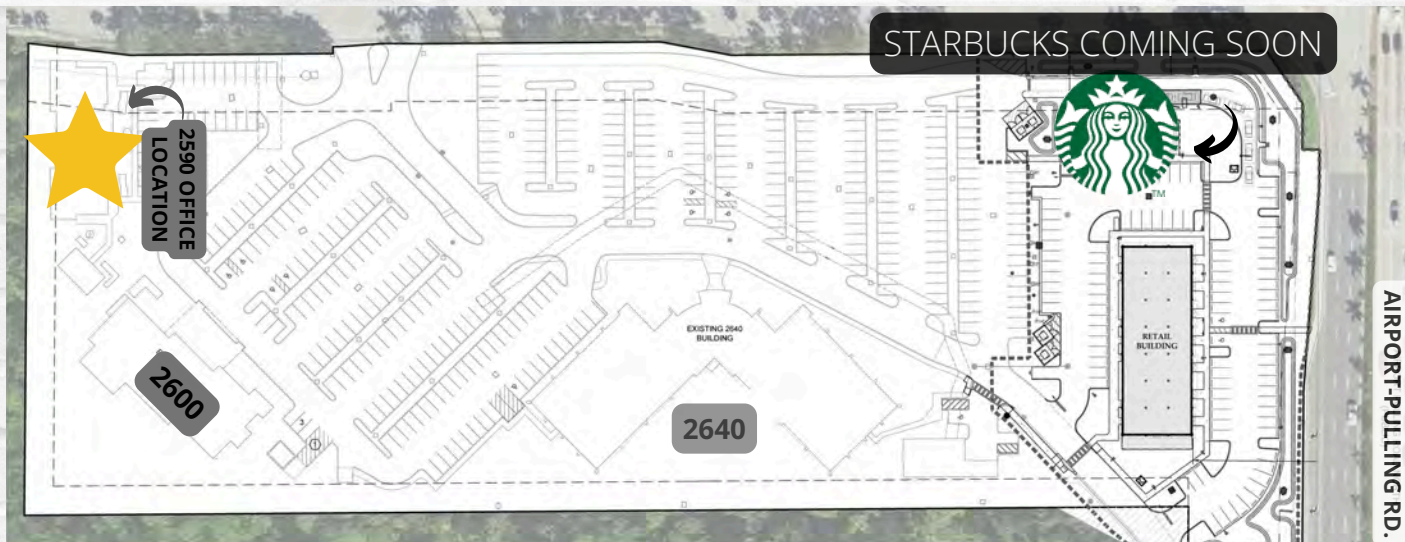 STARBUCKS COMING SOON
TM
2590 OFFICE
LOCATION
EXISTING 2640
BUILDING
RETAIL
BUILDING
2600
2640
AIRPORT-PULLING RD.